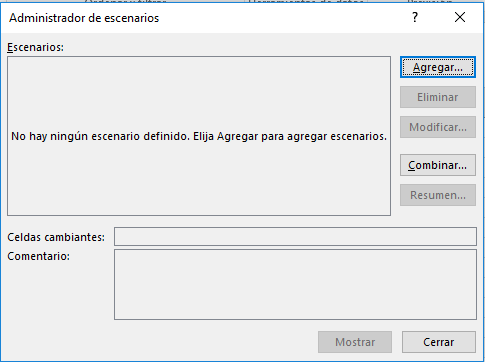 Administrador de escenarios
Escenarios:
No hay ningún escenario definido. Elija Agregar para agregar escenarios.
Agregar...
Eliminar
Modificar...
Combinar...
Resumen...
Celdas cambiantes:
Comentario:
Mostrar
Cerrar